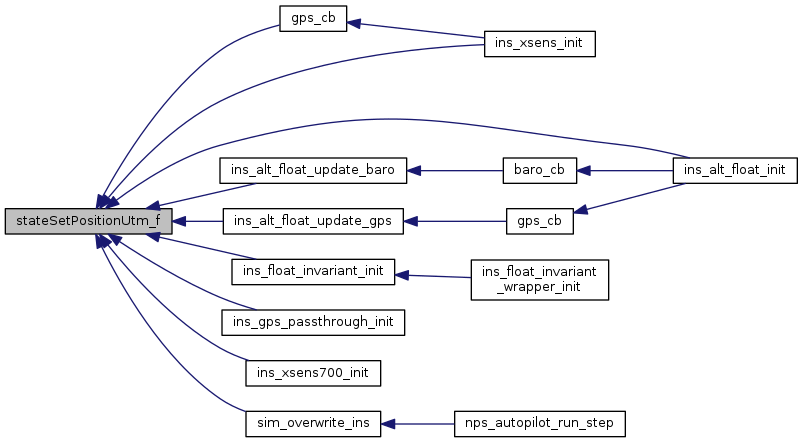 gps_cb
ins_xsens_init
ins_alt_float_update_baro
baro_cb
ins_alt_float_init
stateSetPositionUtm_f
ins_alt_float_update_gps
gps_cb
ins_float_invariant_init
ins_float_invariant
_wrapper_init
ins_gps_passthrough_init
ins_xsens700_init
sim_overwrite_ins
nps_autopilot_run_step